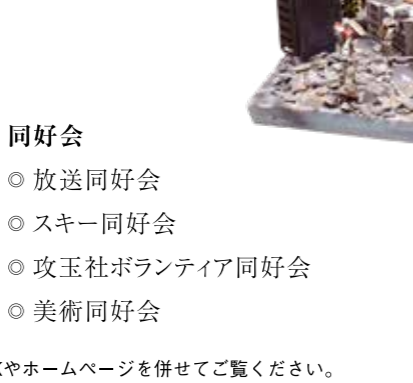 同好会
◎ 放送同好会
◎ スキー同好会
◎ 攻玉社ボランティア同好会
◎ 美術同好会
やホームページを併せてご覧ください。